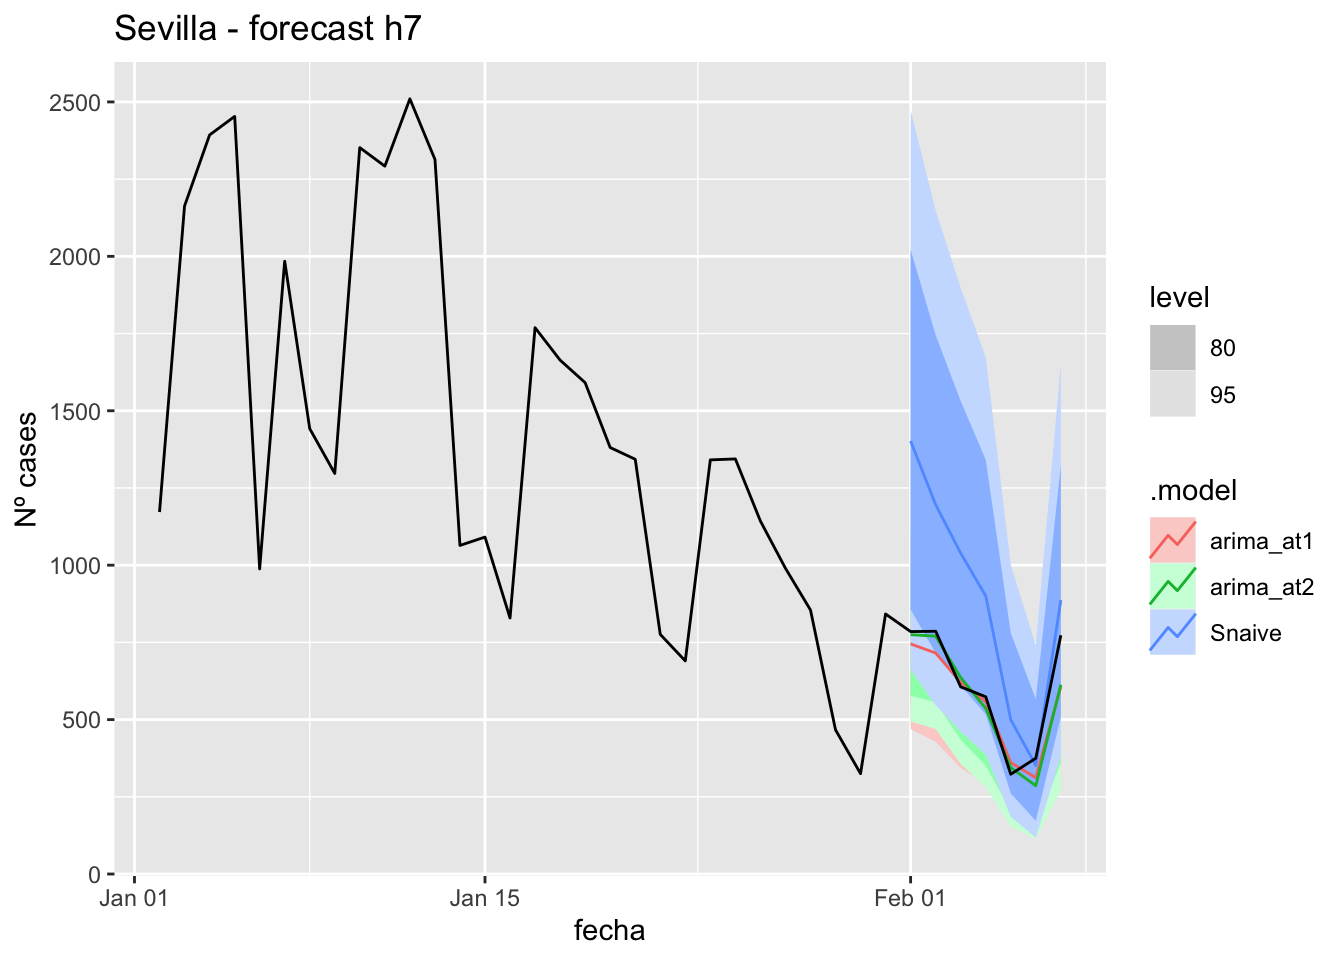 Sevilla - forecast h7
2500
2000
1500
1000
500
0
Nº cases
Jan 01
Jan 15
Feb 01
fecha
level
80
95
.model
arima_at1
arima_at2
Snaive